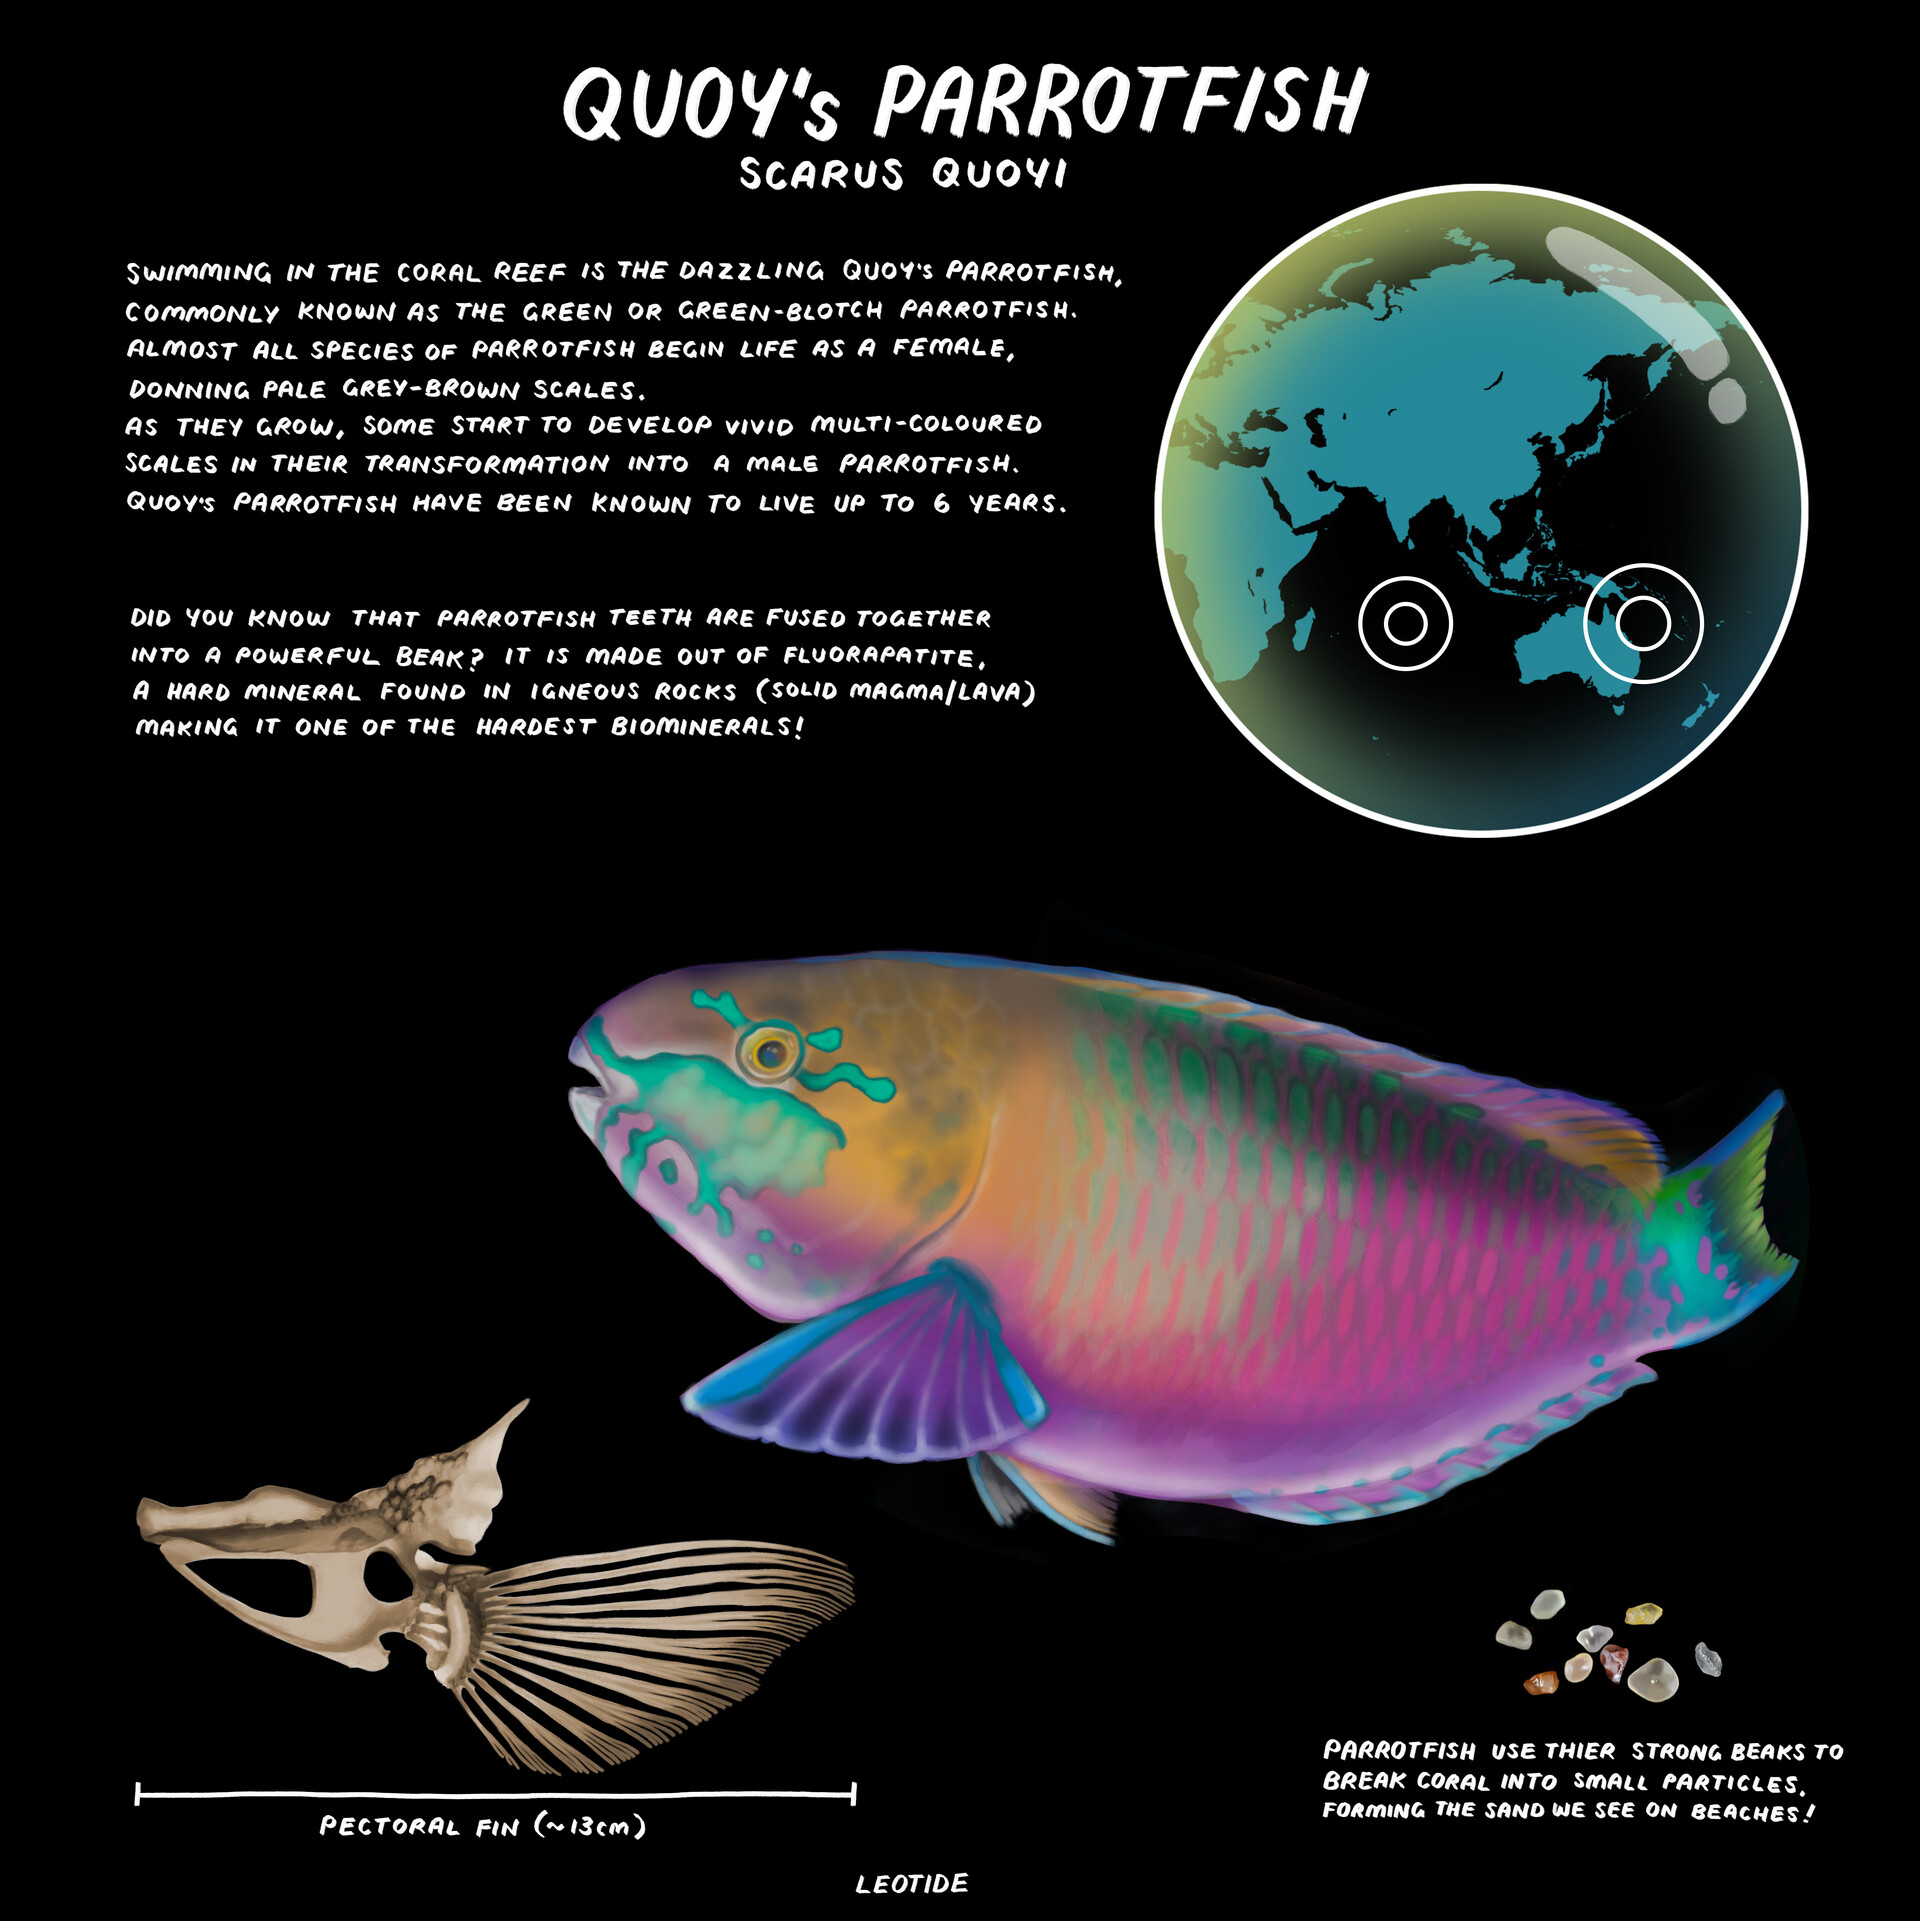 QUOY's PARROTFISH
SCARUS QUOYI
SWIMMING IN THE CORAL REEF IS THE DAZZLING QUOY's PARROTFISH,
COMMONLY KNOWN AS THE GREEN OR GREEN-BLOTCH PARROTFISH.
ALMOST ALL SPECIES OF PARROTFISH BEGIN LIFE AS A FEMALE,
DONNING PALE GREY-BROWN SCALES.
AS THEY GROW, SOME START TO DEVELOP VIVID MULTI-COLOURED
SCALES IN THEIR TRANSFORMATION INTO A MALE PARROTFISH.
QUOY's PARROTFISH HAVE BEEN KNOWN TO LIVE UP TO 6 YEARS.
DID YOU KNOW THAT PARROTFISH TEETH ARE FUSED TOGETHER
INTO A POWERFUL BEAK? IT IS MADE OUT OF FLUORAPATITE,
A HARD MINERAL FOUND IN IGNEOUS ROCKS (SOLID MAGMA/LAVA)
MAKING IT ONE OF THE HARDEST BIOMINERALS!
PECTORAL FIN (~13cm)
PARROTFISH USE THIER STRONG BEAKS TO
BREAK CORAL INTO SMALL PARTICLES,
FORMING THE SAND WE SEE ON BEACHES!
LEOTIDE